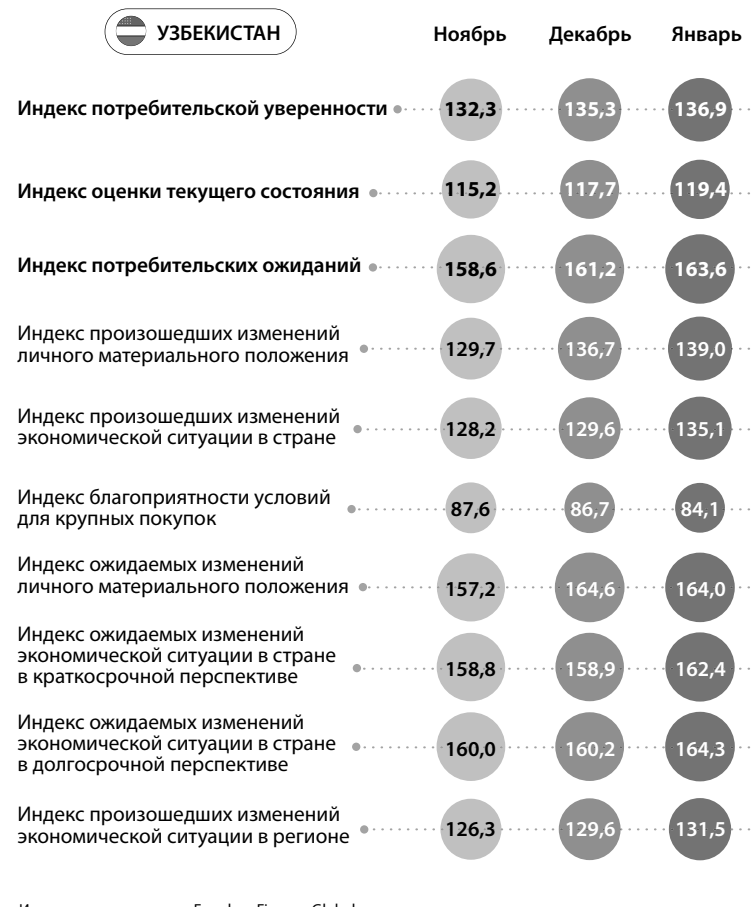 УЗБЕКИСТАН Ноябрь Декабрь Январь
Индекс потребительской уверенности 132,3 135,3 136,9
Индекс оценки текущего состояния 115,2 117,7 119,4
Индекс потребительских ожиданий 158,6 161,2 163,6
Индекс произошедших изменений
личного материального положения 129,7 136,7 139,0
Индекс произошедших изменений
экономической ситуации в стране 128,2 129,6 135,1
Индекс благоприятности условий
для крупных покупок 87,6 86,7 84,1
Индекс ожидаемых изменений
личного материального положения 157,2 164,6 164,0
Индекс ожидаемых изменений
экономической ситуации в стране
в краткосрочной перспективе 158,8 158,9 162,4
Индекс ожидаемых изменений
экономической ситуации в стране
в долгосрочной перспективе 160,0 160,2 164,3
Индекс произошедших изменений
экономической ситуации в регионе 126,3 129,6 131,5